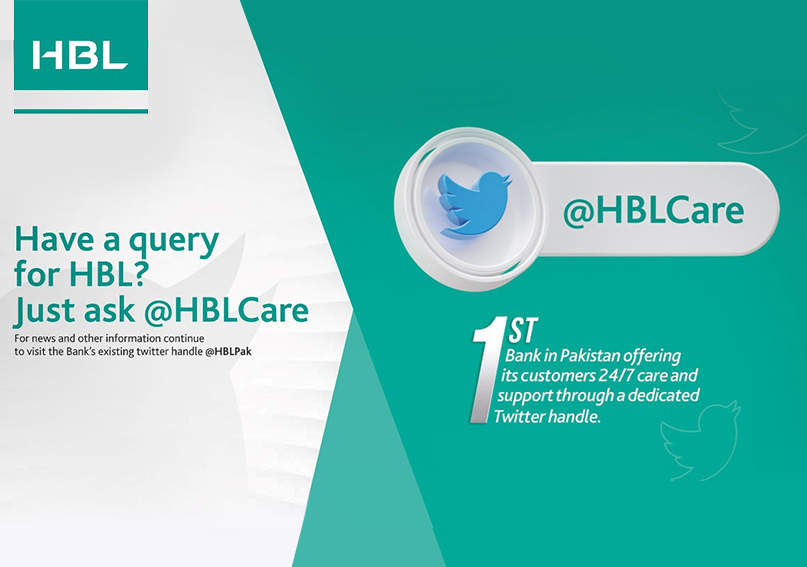 HBL
Have a query
for HBL?
Just ask @HBLCare
For news and other information continue
to visit the Bank's existing twitter handle @HBLPak
@HBLCare
1ST
Bank in Pakistan offering
its customers 24/7 care and
support through a dedicated
Twitter handle.